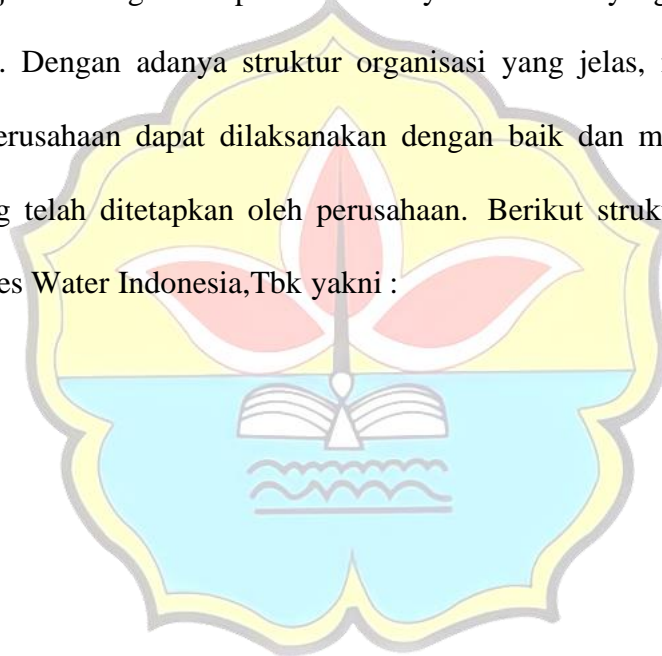 . Dengan adanya struktur organisasi yang jelas,
erusahaan dapat dilaksanakan dengan baik dan m
g telah ditetapkan oleh perusahaan. Berikut struk
es Water Indonesia,Tbk yakni :